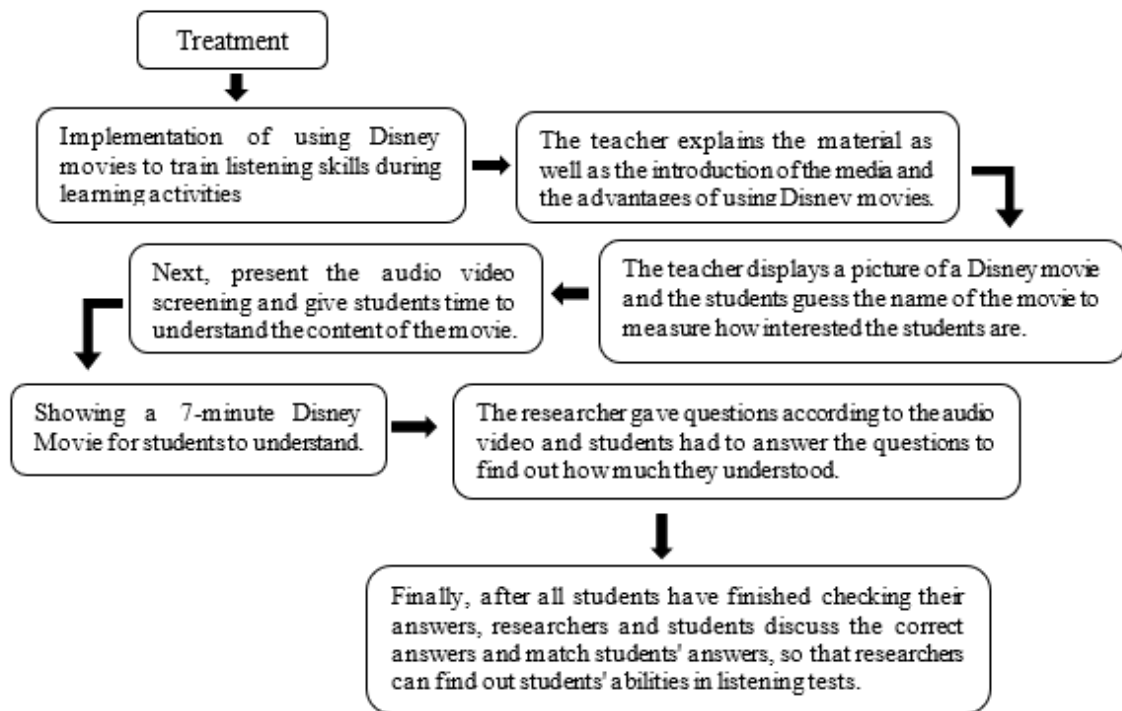 Treatment
Implementation of using Disney
movies to train listening skills during
learning activities
The teacher explains the material as
well as the introduction of the media and
the advantages of using Disney movies.
The teacher displays a picture of a Disney movie
and the students guess the name of the movie to
measure how interested the students are.
Next, present the audio video
screening and give students time to
understand the content of the movie.
Showing a 7-minute Disney
Movie for students to understand.
The researcher gave questions according to the audio
video and students had to answer the questions to
find out how much they understood.
Finally, after all students have finished checking their
answers, researchers and students discuss the correct
answers and match students' answers, so that researchers
can find out students' abilities in listening tests.